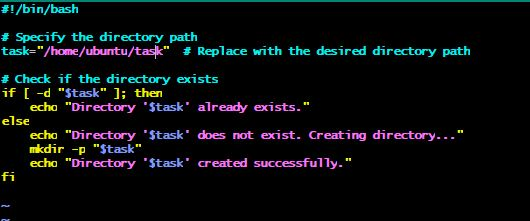 #!/bin/bash

# Specify the directory path
task="/home/ubuntu/task"  # Replace with the desired directory path

# Check if the directory exists
if [ -d "$task" ]; then
    echo "Directory '$task' already exists."
else
    echo "Directory '$task' does not exist. Creating directory..."
    mkdir -p "$task"
    echo "Directory '$task' created successfully."
fi

~
~